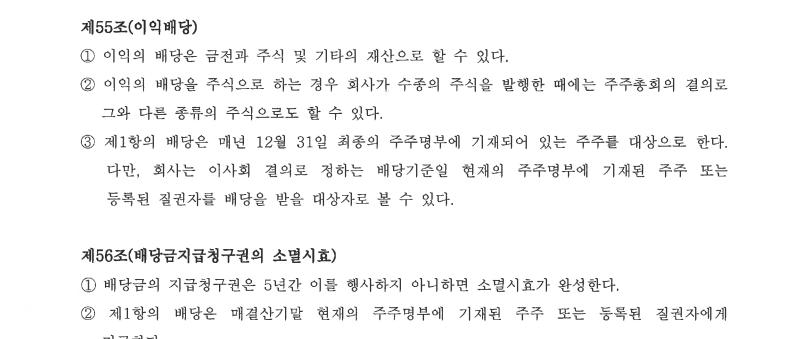 제55조(이익배당)
① 이익의 배당은 금전과 주식 및 기타의 재산으로 할 수 있다.
② 이익의 배당을 주식으로 하는 경우 회사가 수종의 주식을 발행한 때에는 주주총회의 결의로
그와 다른 종류의 주식으로도 할 수 있다.
③ 제1항의 배당은 매년 12월 31일 최종의 주주명부에 기재되어 있는 주주를 대상으로 한다.
다만, 회사는 이사회 결의로 정하는 배당기준일 현재의 주주명부에 기재된 주주 또는
등록된 질권자를 배당을 받을 대상자로 볼 수 있다.
제56조(배당금지급청구권의 소멸시효)
① 배당금의 지급청구권은 5년간 이를 행사하지 아니하면 소멸시효가 완성한다.
② 제1항의 배당은 매결산기말 현재의 주주명부에 기재된 주주 또는 등록된 질권자에게